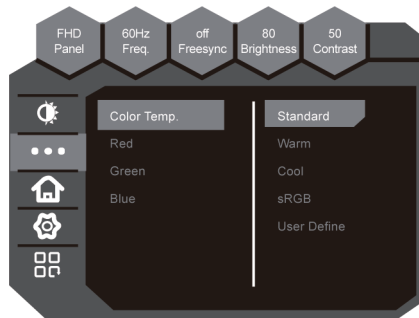 FHD
Panel
60Hz
Freq.
off
Freesync
80
Brightness
50
Contrast
Color Temp.
Red
Green
Blue
Standard
Warm
Cool
sRGB
User Define